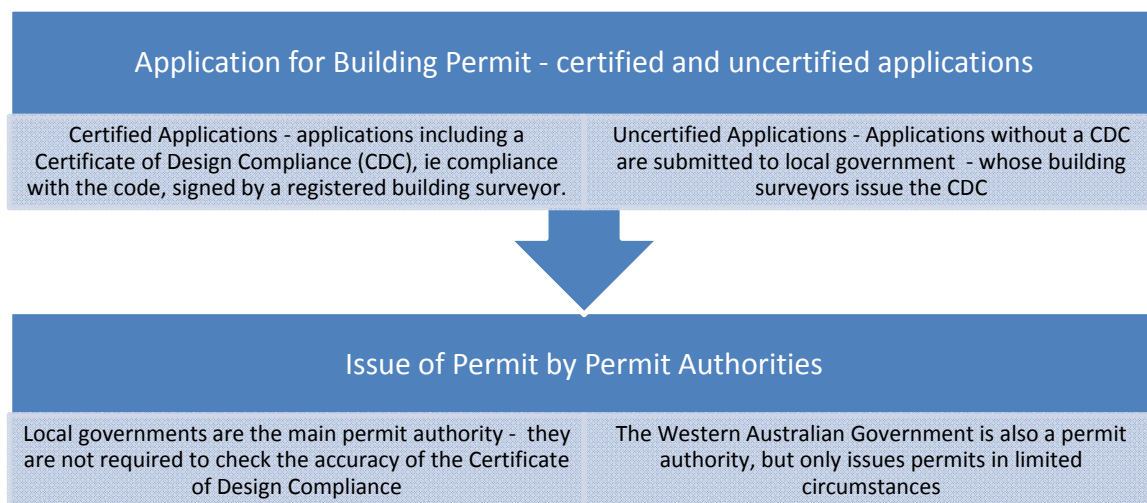 Application for Building Permit - certified and uncertified applications
Certified Applications - applications including a
Certificate of Design Compliance (CDC), ie compliance
with the code, signed by a registered building surveyor.
Uncertified Applications - Applications without a CDC
are submitted to local government - whose building
surveyors issue the CDC
Issue of Permit by Permit Authorities
Local governments are the main permit authority - they
are not required to check the accuracy of the Certificate
of Design Compliance
The Western Australian Government is also a permit
authority, but only issues permits in limited
circumstances